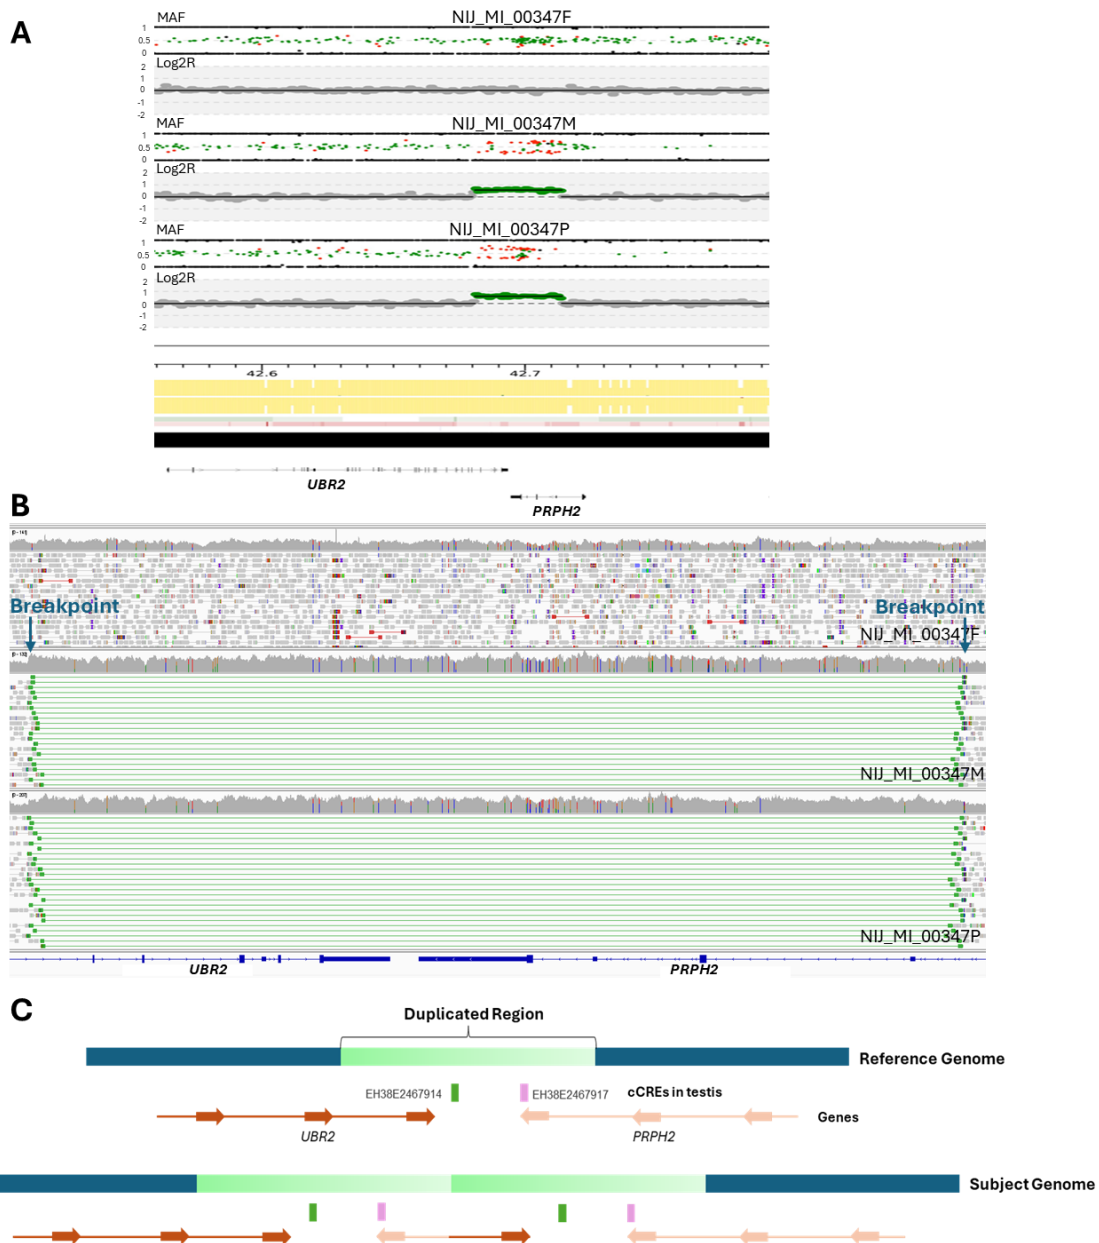 A
MAF
NIJ_MI_00347F
1
0.5
0
Log2R
2
1
0
-1
-2
MAF
NIJ_MI_00347M
1
0.5
0
Log2R
2
1
0
-1
-2
MAF
NIJ_MI_00347P
1
0.5
0
Log2R
2
1
0
-1
-2
42.6 42.7
UBR2
PRPH2
B
Breakpoint Breakpoint
NIJ_MI_00347F
NIJ_MI_00347M
NIJ_MI_00347P
UBR2 PRPH2
C
Duplicated Region
Reference Genome
EH38E2467914 EH38E2467917 cCREs in testis
Genes
UBR2 PRPH2
Subject Genome